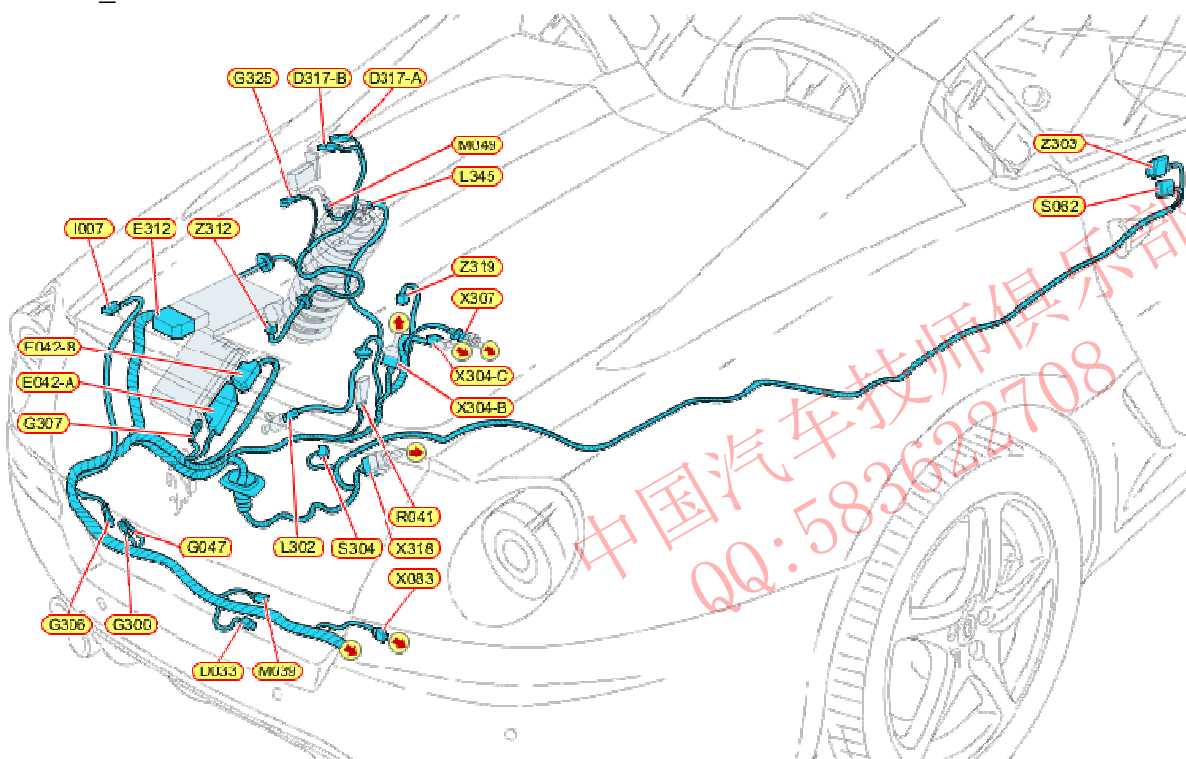 G325 D317-B D317-A
M049
L345
Z303
S082
I007 E312 Z312
Z319
X307
E042-B
E042-A
X304-C
X304-B
G307
R041
G047 L302 S304 X318
X083
G306 G300
D033 M039
中国汽车技师俱乐部
QQ:583622708